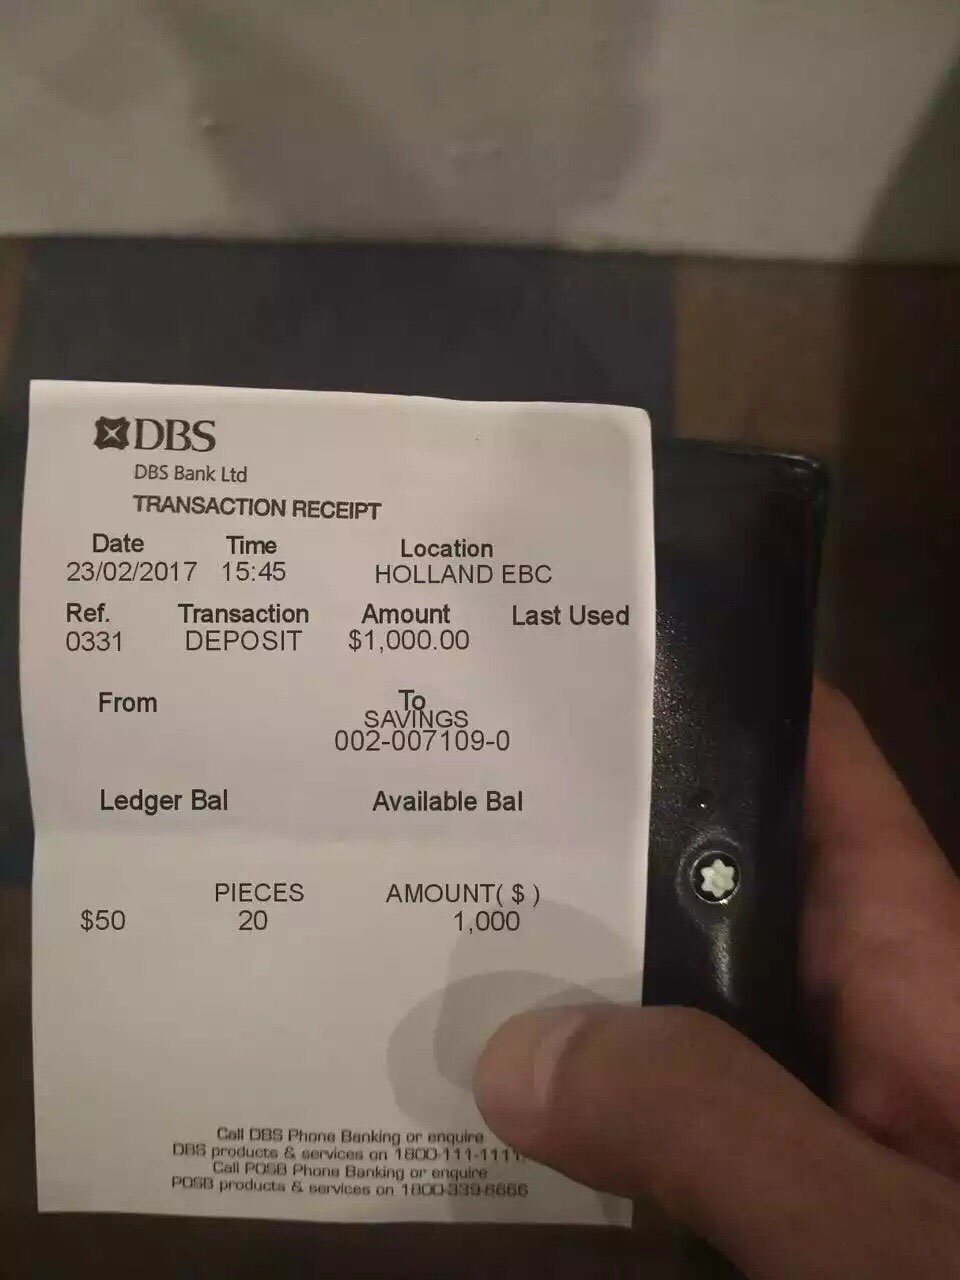 DBS
DBS Bank Ltd
TRANSACTION RECEIPT
Date Time Location
23/02/2017 15:45 HOLLAND EBC
Ref. Transaction Amount Last Used
0331 DEPOSIT $1,000.00
From To
SAVINGS
002-007109-0
Ledger Bal Available Bal
PIECES AMOUNT( $ )
$50 20 1,000
Call DBS Phone Banking or enquire
DBS products & services on 1800-111-1111.
Call POSB Phone Banking or enquire
POSB products & services on 1800-339-6666